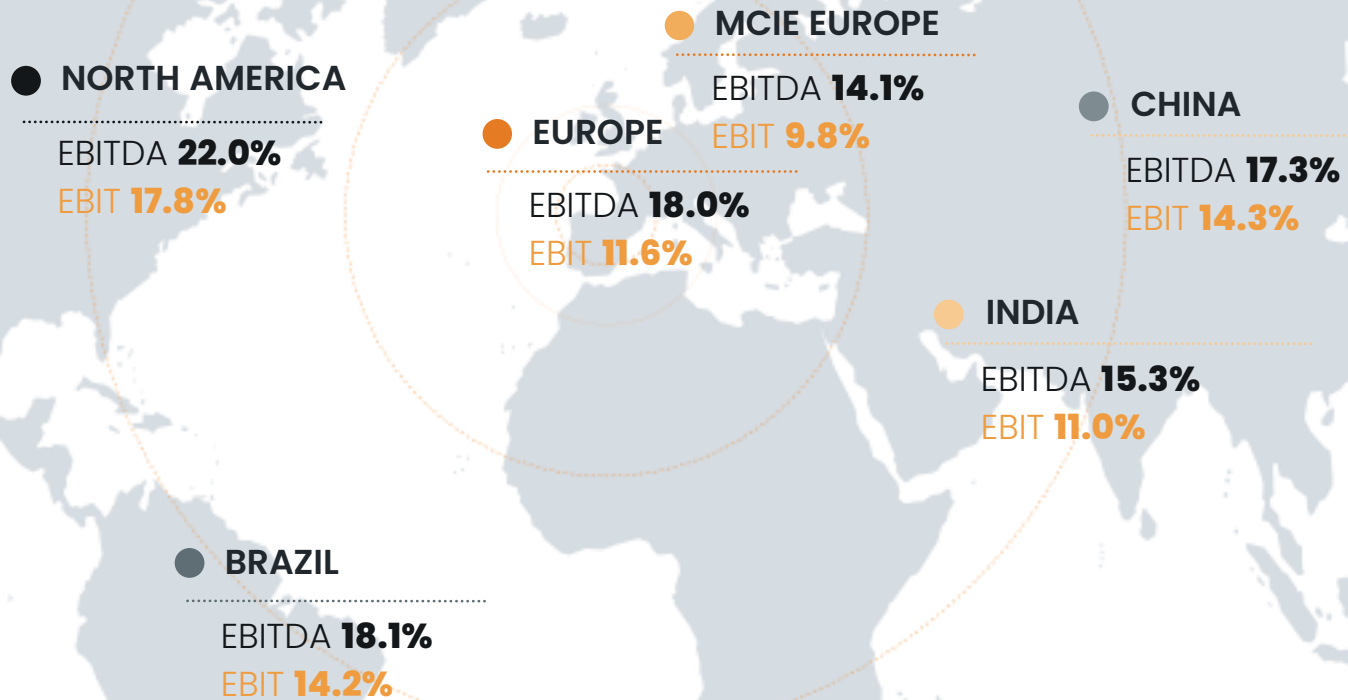 NORTH AMERICA
EBITDA 22.0%
EBIT 17.8%
MCIE EUROPE
EBITDA 14.1%
EBIT 9.8%
EUROPE
EBITDA 18.0%
EBIT 11.6%
CHINA
EBITDA 17.3%
EBIT 14.3%
INDIA
EBITDA 15.3%
EBIT 11.0%
BRAZIL
EBITDA 18.1%
EBIT 14.2%